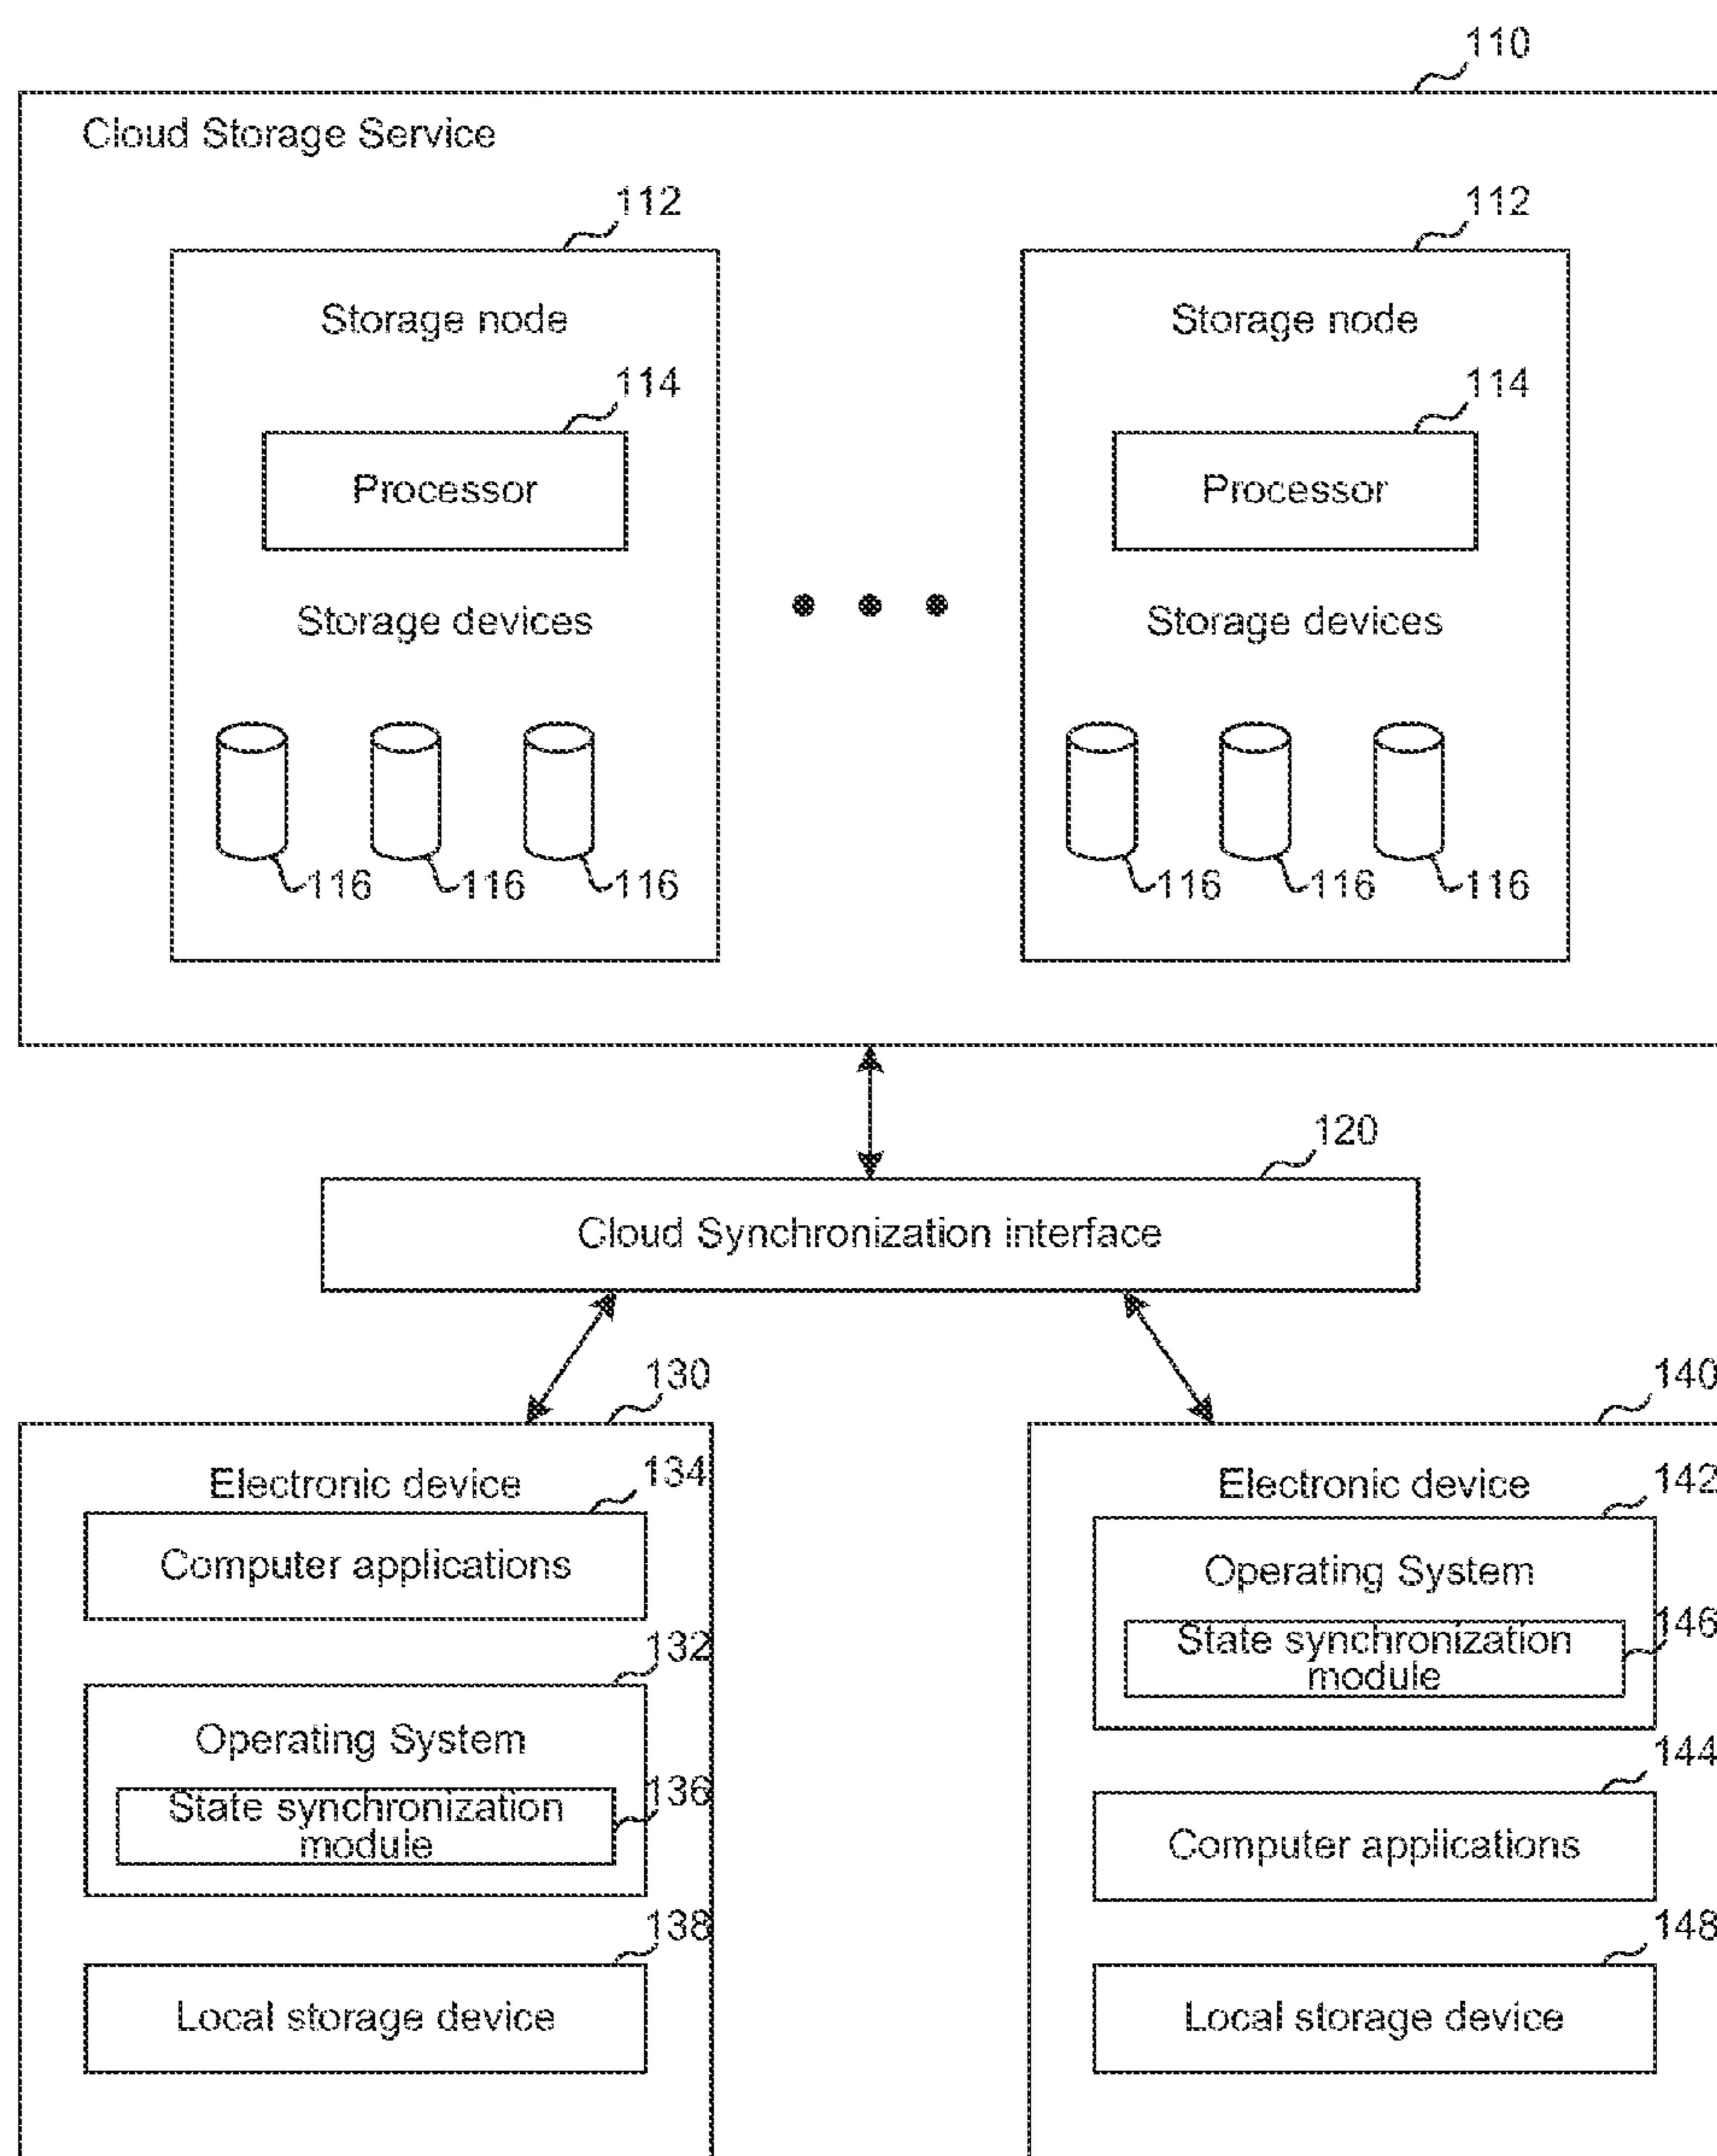 110
Cloud Storage Service
112
112
Storage node
Storage node
114
114
Processor
Processor
Storage devices
Storage devices
116 116 116
116 116 116
120
Cloud Synchronization interface
130
140
Electronic device
134
Computer applications
132
Operating System
136
State synchronization
module
138
Local storage device
Electronic device
142
Operating System
146
State synchronization
module
144
Computer applications
148
Local storage device